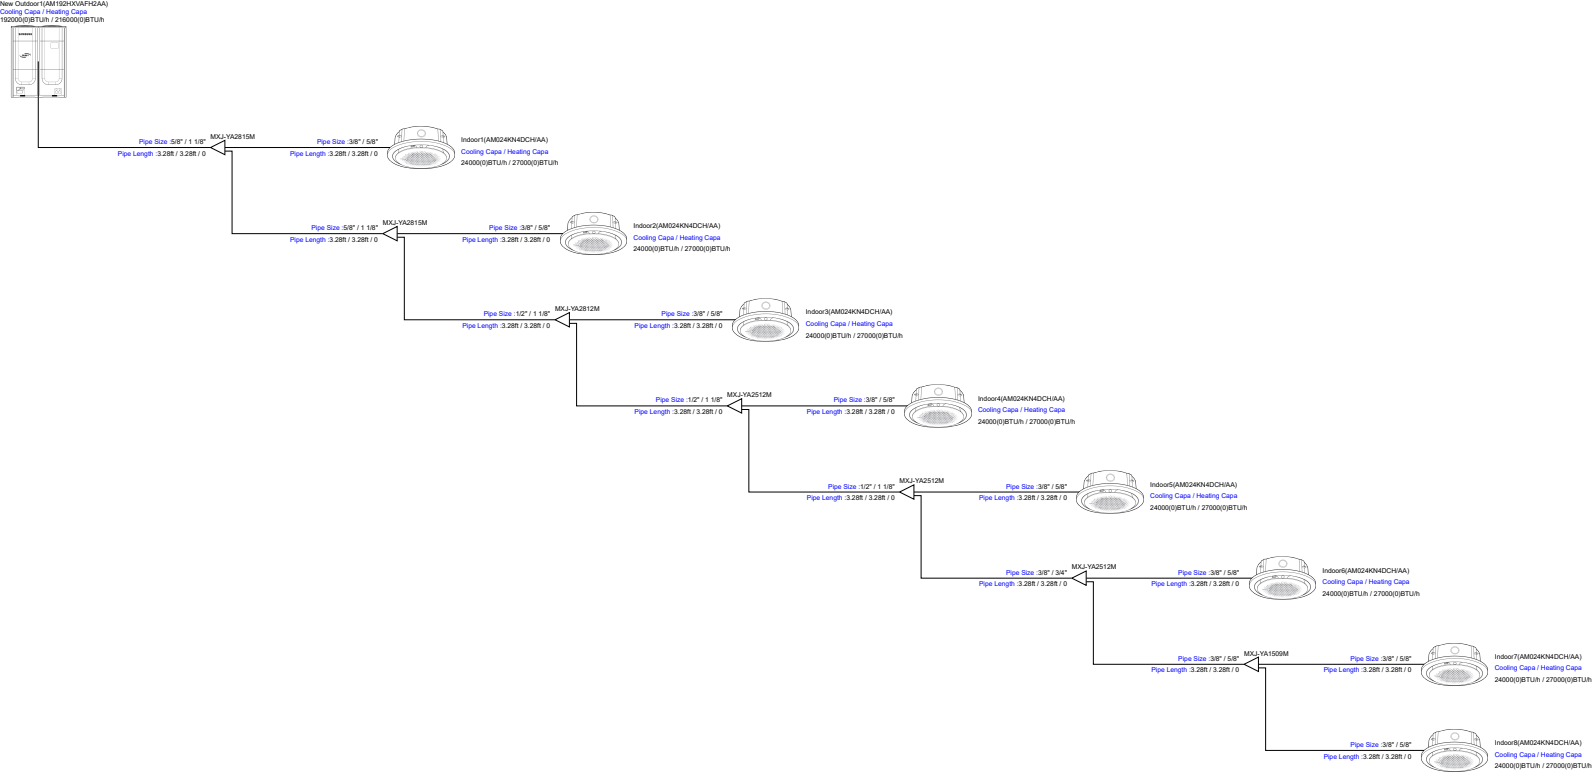 New Outdoor1(AM192HXVAFH2AA)
Cooling Capa / Heating Capa
192000(0)BTU/h / 216000(0)BTU/h
MXJ-YA2815M
Pipe Size :5/8" / 1 1/8"
Pipe Length :3.28ft / 3.28ft / 0
Pipe Size :3/8" / 5/8"
Pipe Length :3.28ft / 3.28ft / 0
Indoor1(AM024KN4DCH/AA)
Cooling Capa / Heating Capa
24000(0)BTU/h / 27000(0)BTU/h
MXJ-YA2815M
Pipe Size :5/8" / 1 1/8"
Pipe Length :3.28ft / 3.28ft / 0
Pipe Size :3/8" / 5/8"
Pipe Length :3.28ft / 3.28ft / 0
Indoor2(AM024KN4DCH/AA)
Cooling Capa / Heating Capa
24000(0)BTU/h / 27000(0)BTU/h
MXJ-YA2812M
Pipe Size :1/2" / 1 1/8"
Pipe Length :3.28ft / 3.28ft / 0
Pipe Size :3/8" / 5/8"
Pipe Length :3.28ft / 3.28ft / 0
Indoor3(AM024KN4DCH/AA)
Cooling Capa / Heating Capa
24000(0)BTU/h / 27000(0)BTU/h
MXJ-YA2512M
Pipe Size :1/2" / 1 1/8"
Pipe Length :3.28ft / 3.28ft / 0
Pipe Size :3/8" / 5/8"
Pipe Length :3.28ft / 3.28ft / 0
Indoor4(AM024KN4DCH/AA)
Cooling Capa / Heating Capa
24000(0)BTU/h / 27000(0)BTU/h
MXJ-YA2512M
Pipe Size :1/2" / 1 1/8"
Pipe Length :3.28ft / 3.28ft / 0
Pipe Size :3/8" / 5/8"
Pipe Length :3.28ft / 3.28ft / 0
Indoor5(AM024KN4DCH/AA)
Cooling Capa / Heating Capa
24000(0)BTU/h / 27000(0)BTU/h
MXJ-YA2512M
Pipe Size :3/8" / 3/4"
Pipe Length :3.28ft / 3.28ft / 0
Pipe Size :3/8" / 5/8"
Pipe Length :3.28ft / 3.28ft / 0
Indoor6(AM024KN4DCH/AA)
Cooling Capa / Heating Capa
24000(0)BTU/h / 27000(0)BTU/h
MXJ-YA1509M
Pipe Size :3/8" / 5/8"
Pipe Length :3.28ft / 3.28ft / 0
Pipe Size :3/8" / 5/8"
Pipe Length :3.28ft / 3.28ft / 0
Indoor7(AM024KN4DCH/AA)
Cooling Capa / Heating Capa
24000(0)BTU/h / 27000(0)BTU/h
Pipe Size :3/8" / 5/8"
Pipe Length :3.28ft / 3.28ft / 0
Indoor8(AM024KN4DCH/AA)
Cooling Capa / Heating Capa
24000(0)BTU/h / 27000(0)BTU/h